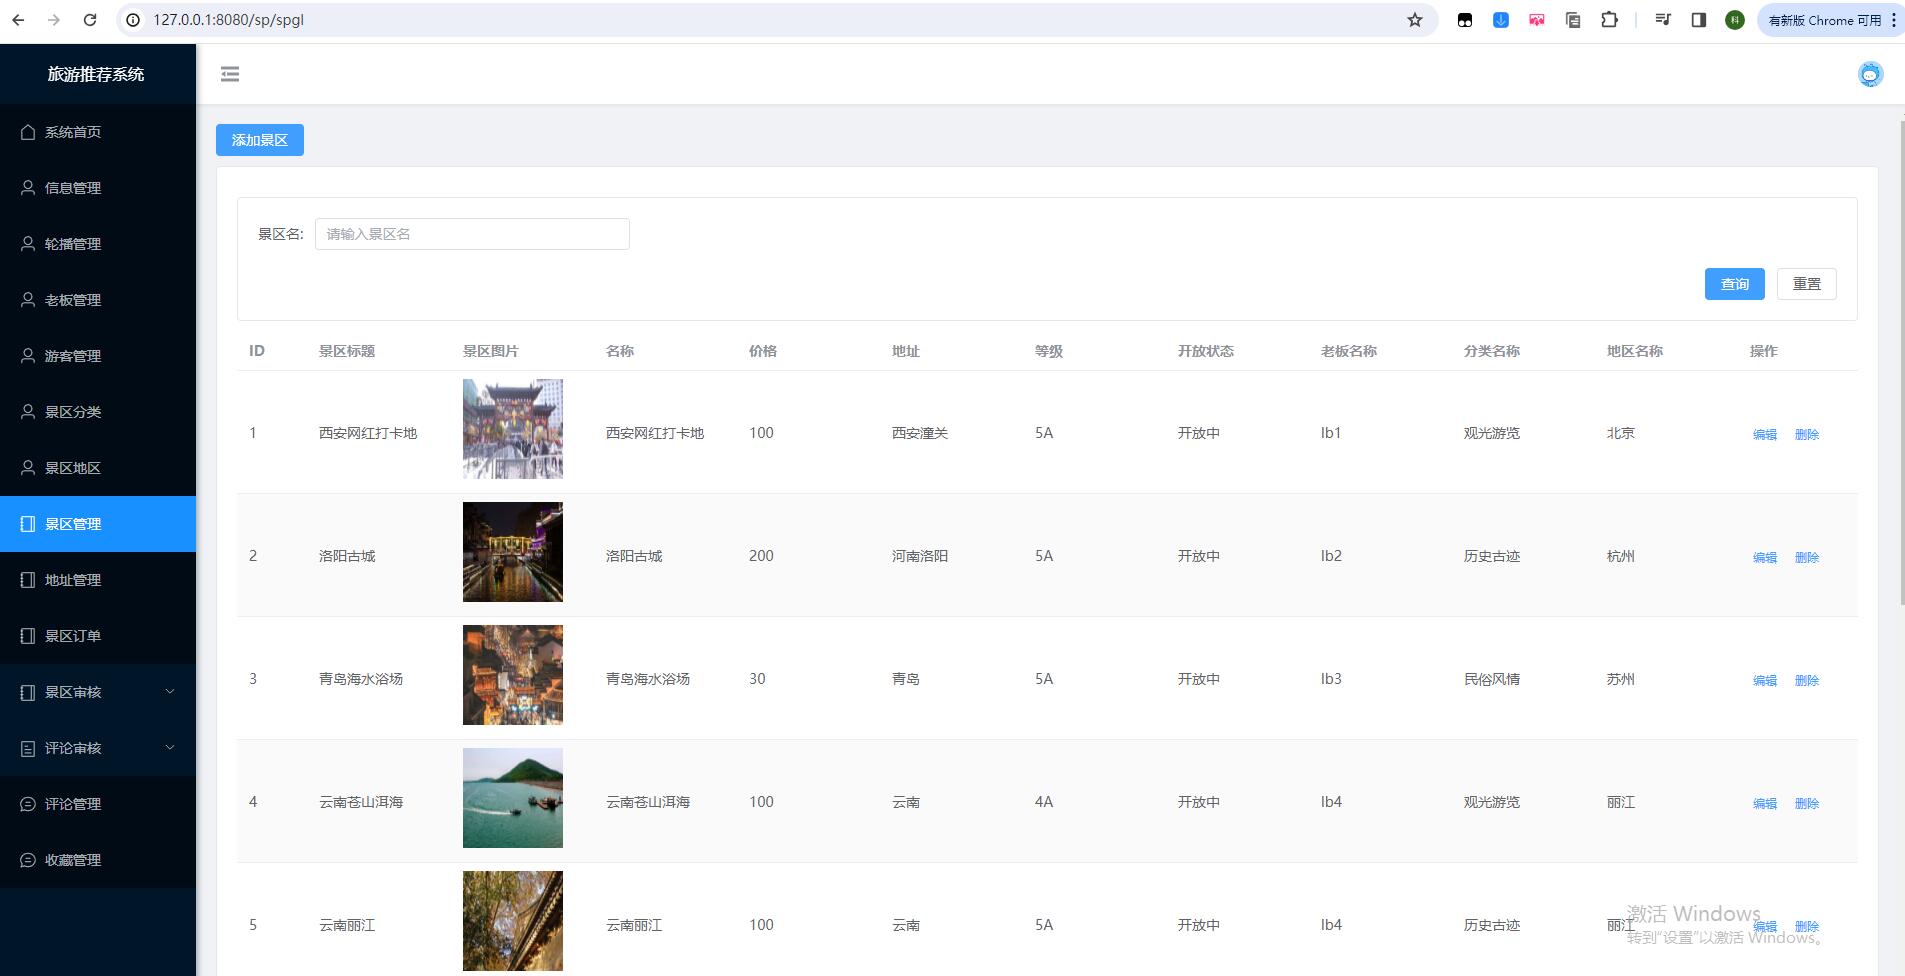 127.0.0.1:8080/sp/spgl
科
有新版 Chrome 可用
旅游推荐系统
系统首页
信息管理
轮播管理
老板管理
游客管理
景区分类
景区地区
景区管理
地址管理
景区订单
景区审核
评论审核
评论管理
收藏管理
添加景区
景区名: 请输入景区名
查询 重置
ID 景区标题 景区图片 名称 价格 地址 等级 开放状态 老板名称 分类名称 地区名称 操作
1 西安网红打卡地 西安网红打卡地 100 西安潼关 5A 开放中 lb1 观光游览 北京 编辑 删除
2 洛阳古城 洛阳古城 200 河南洛阳 5A 开放中 lb2 历史古迹 杭州 编辑 删除
3 青岛海水浴场 青岛海水浴场 30 青岛 5A 开放中 lb3 民俗风情 苏州 编辑 删除
4 云南苍山洱海 云南苍山洱海 100 云南 4A 开放中 lb4 观光游览 丽江 编辑 删除
5 云南丽江 云南丽江 100 云南 5A 开放中 lb4 历史古迹 丽江 编辑 删除
激活 Windows
转到“设置”以激活 Windows。